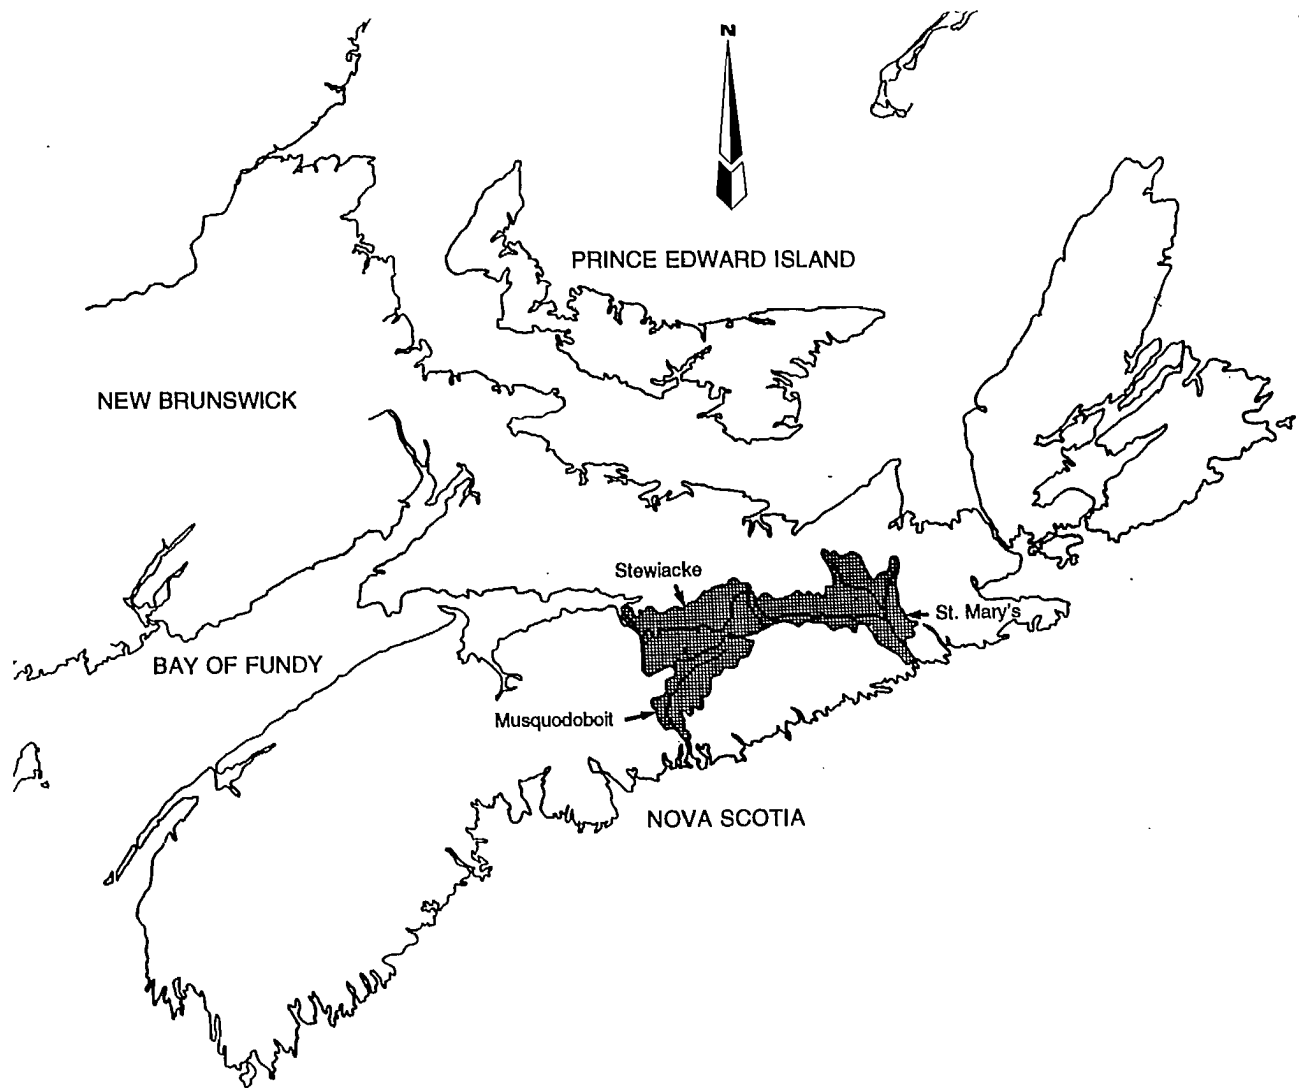 N
PRINCE EDWARD ISLAND
NEW BRUNSWICK
Stewiacke
St. Mary's
BAY OF FUNDY
Musquodoboit
NOVA SCOTIA